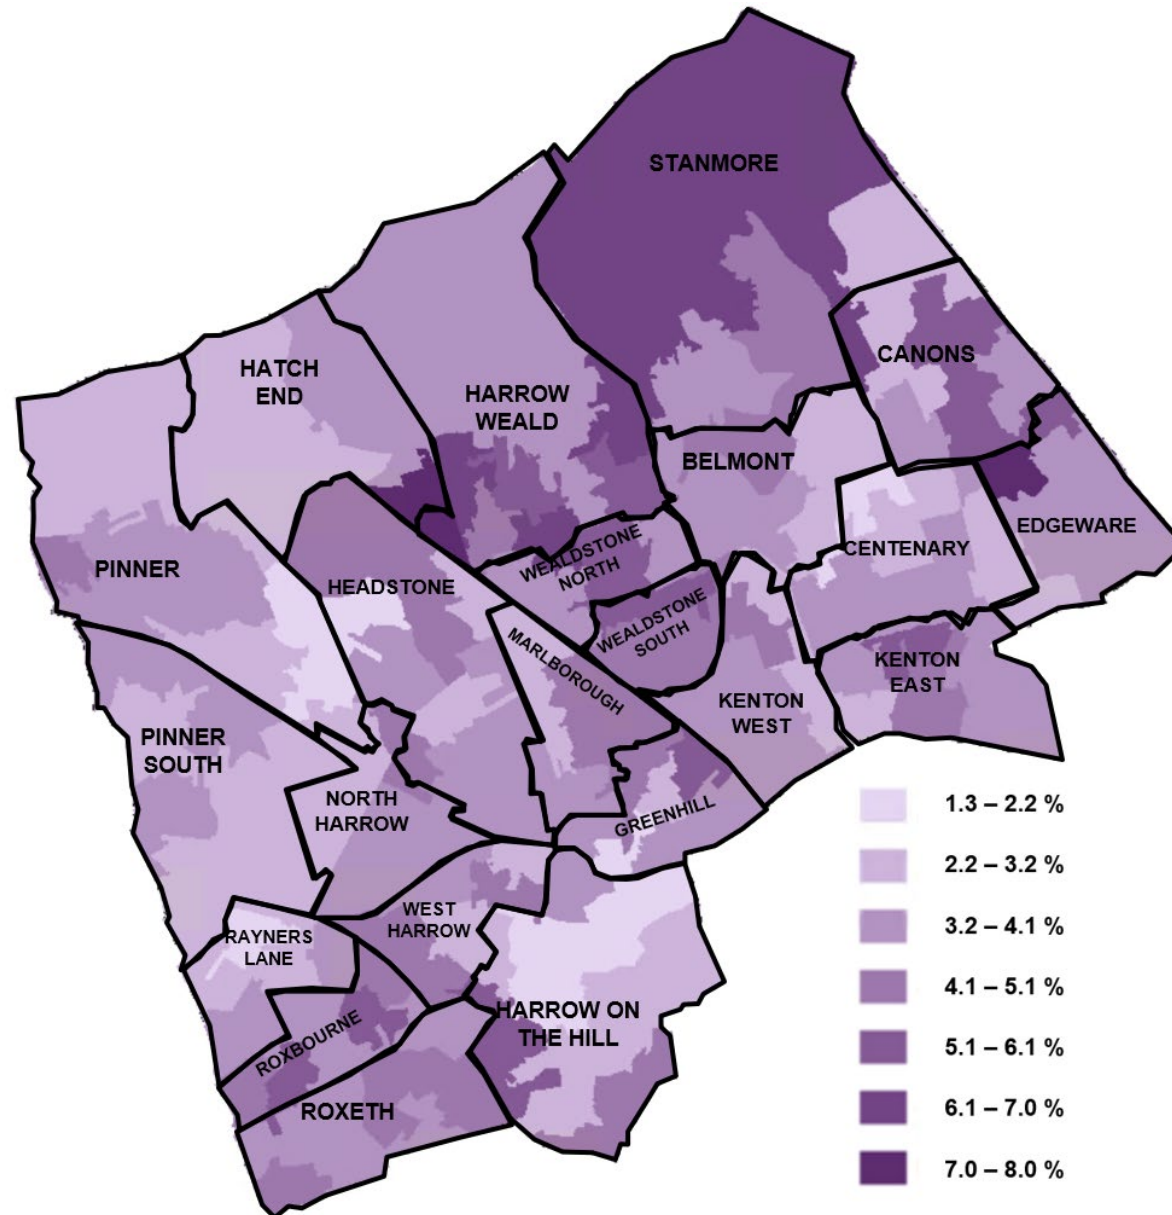 STANMORE
CANONS
HATCH
END
HARROW
WEALD
BELMONT
EDGEWARE
CENTENARY
WEALDSTONE
NORTH
PINNER
HEADSTONE
WEALDSTONE
SOUTH
MARLBOROUGH
KENTON
EAST
KENTON
WEST
PINNER
SOUTH
NORTH
HARROW
GREENHILL
WEST
HARROW
RAYNERS
LANE
HARROW ON
THE HILL
ROXBOURNE
ROXETH
1.3 – 2.2 %
2.2 – 3.2 %
3.2 – 4.1 %
4.1 – 5.1 %
5.1 – 6.1 %
6.1 – 7.0 %
7.0 – 8.0 %